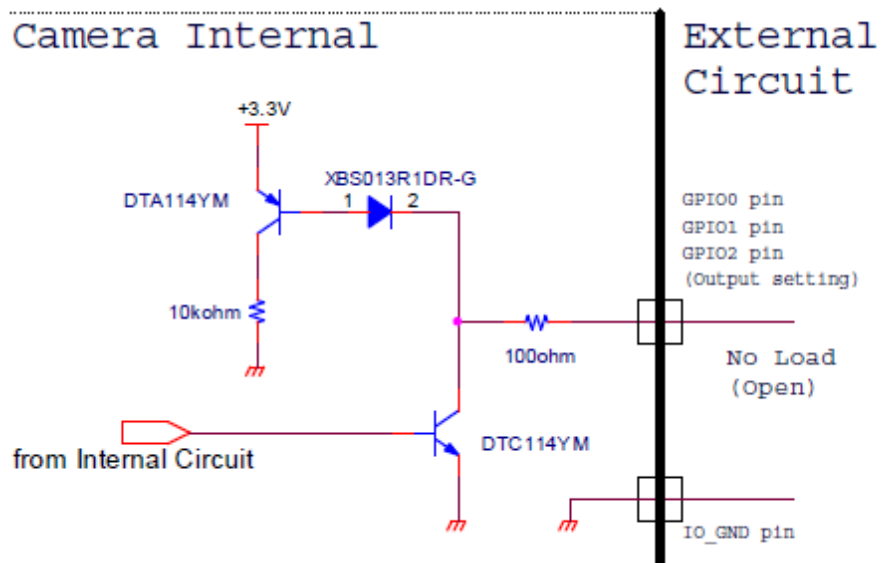 Camera Internal
External
Circuit
+3.3V
DTA114YM
XBS013R1DR-G
1
2
GPIO0 pin
GPIO1 pin
GPIO2 pin
(Output setting)
10kohm
100ohm
No Load
(Open)
from Internal Circuit
DTC114YM
IO_GND pin